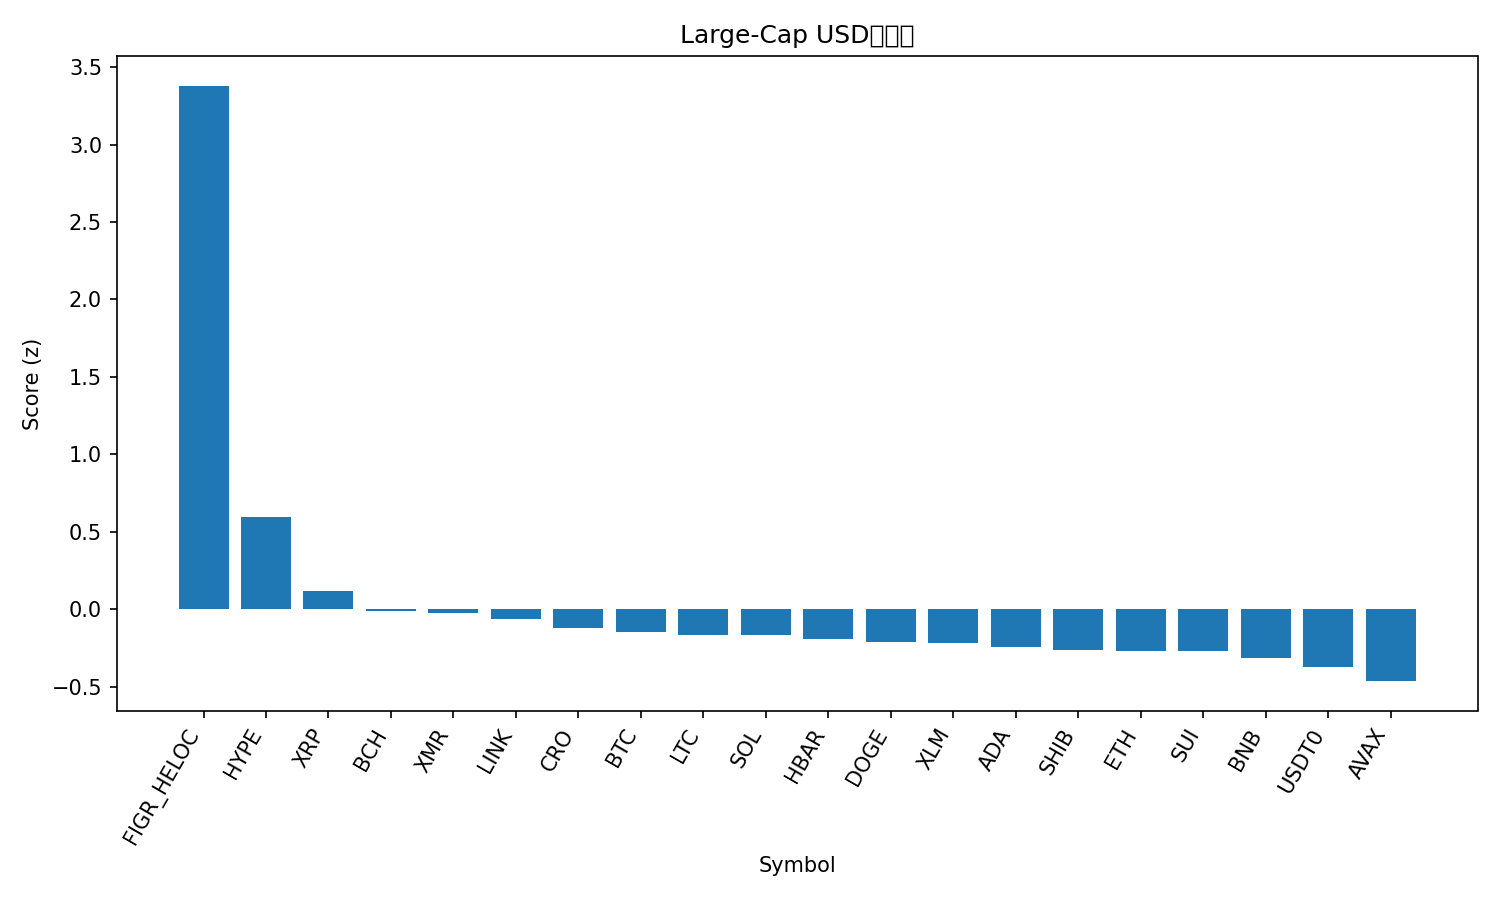 Large-Cap USD
3.5
3.0
2.5
2.0
1.5
1.0
0.5
0.0
−0.5
Score (z)
FIGR_HELOC
HYPE
XRP
BCH
XMR
LINK
CRO
BTC
LTC
SOL
HBAR
DOGE
XLM
ADA
SHIB
ETH
SUI
BNB
USDT0
AVAX
Symbol